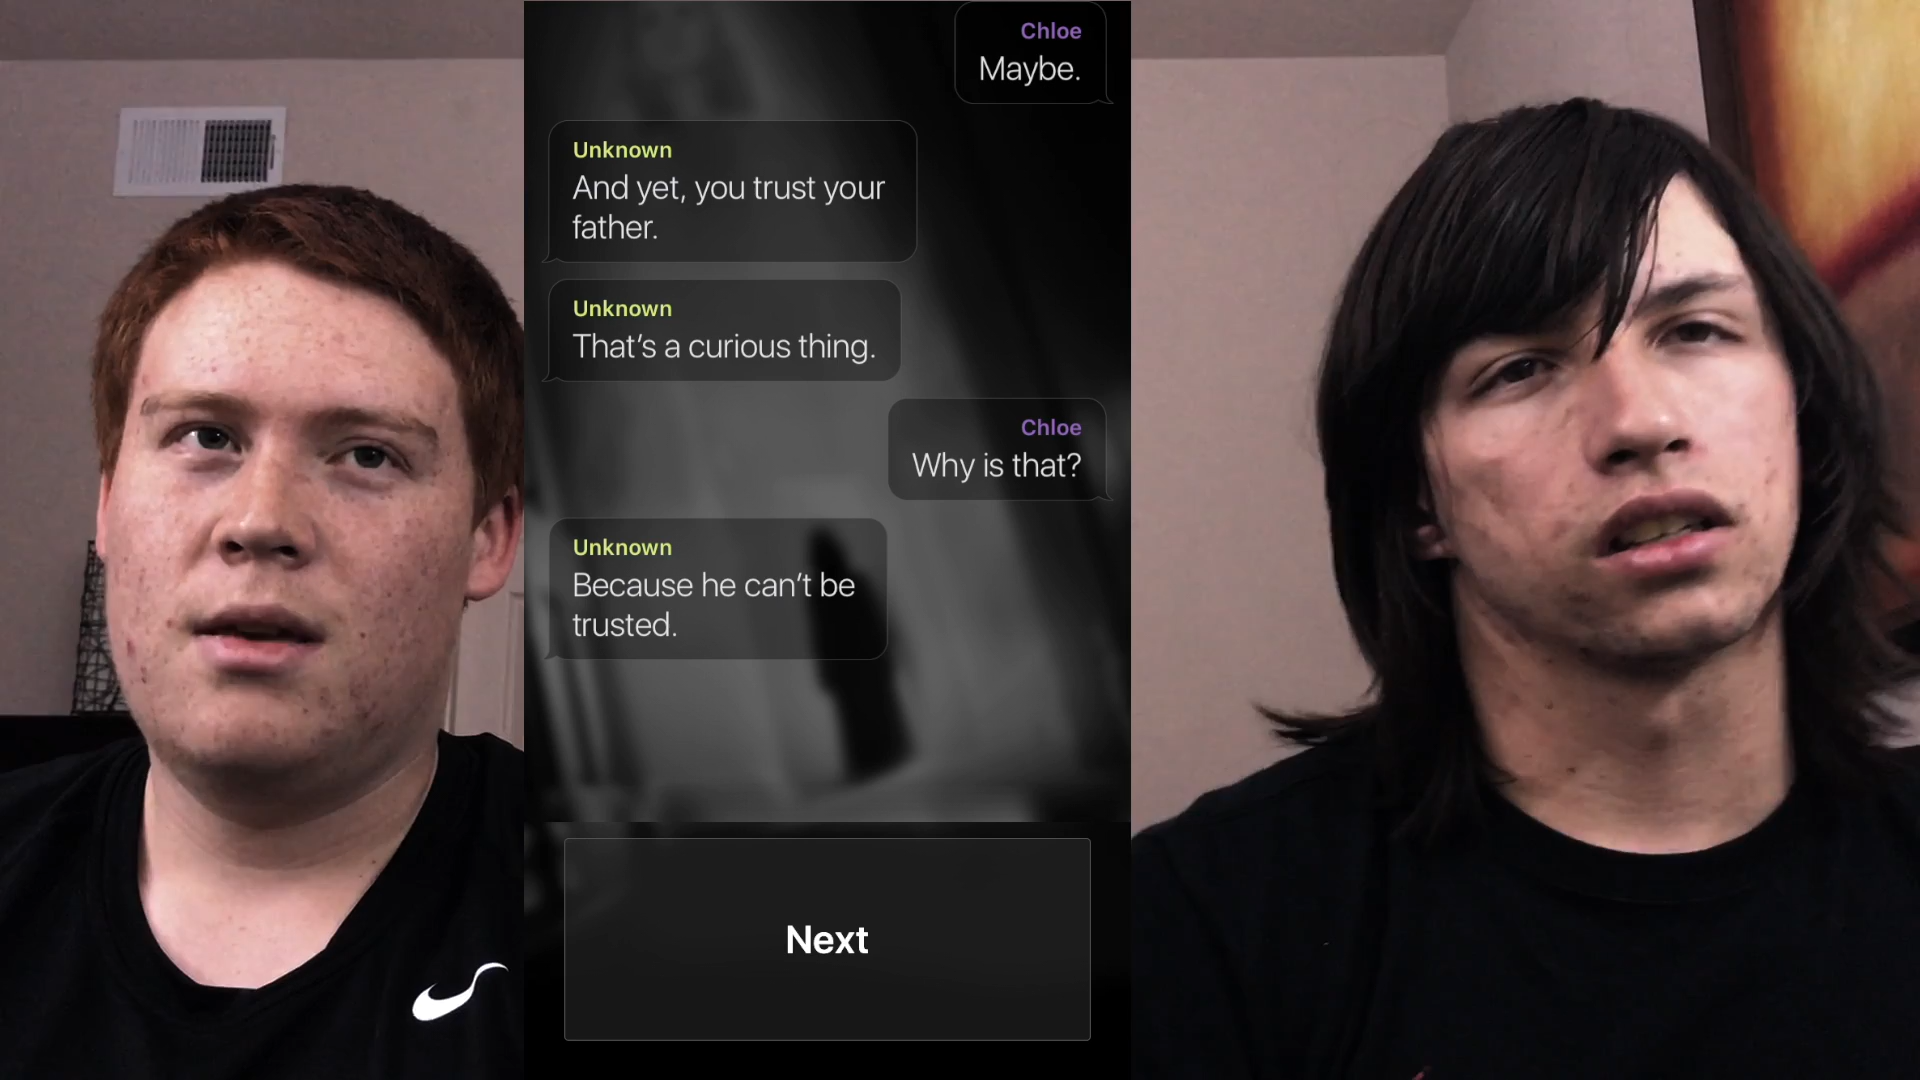 Chloe
Maybe.
Unknown
And yet, you trust your
father.
Unknown
That's a curious thing.
Chloe
Why is that?
Unknown
Because he can't be
trusted.
Next